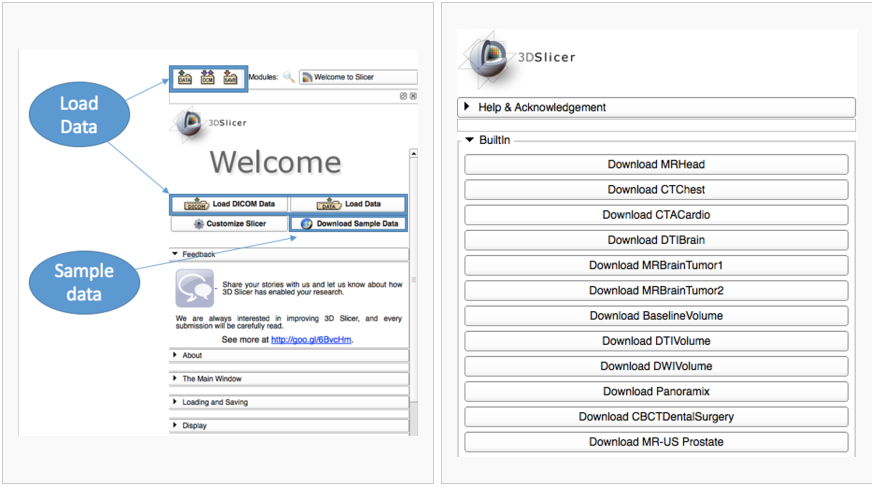 Load
Data
Sample
data
DATA DCM SAVE Modules: Welcome to Slicer
3DSlicer
Welcome
DICOM Load DICOM Data DATA Load Data
Customize Slicer Download Sample Data
Feedback
Share your stories with us and let us know about how
3D Slicer has enabled your research.
We are always interested in improving 3D Slicer, and every
submission will be carefully read.
See more at http://goo.gl/6BvcHm.
About
The Main Window
Loading and Saving
Display
3DSlicer
Help & Acknowledgement
BuiltIn
Download MRHead
Download CTChest
Download CTACardio
Download DTIBrain
Download MRBrainTumor1
Download MRBrainTumor2
Download BaselineVolume
Download DTIVolume
Download DWIVolume
Download Panoramix
Download CBCTDentalSurgery
Download MR-US Prostate